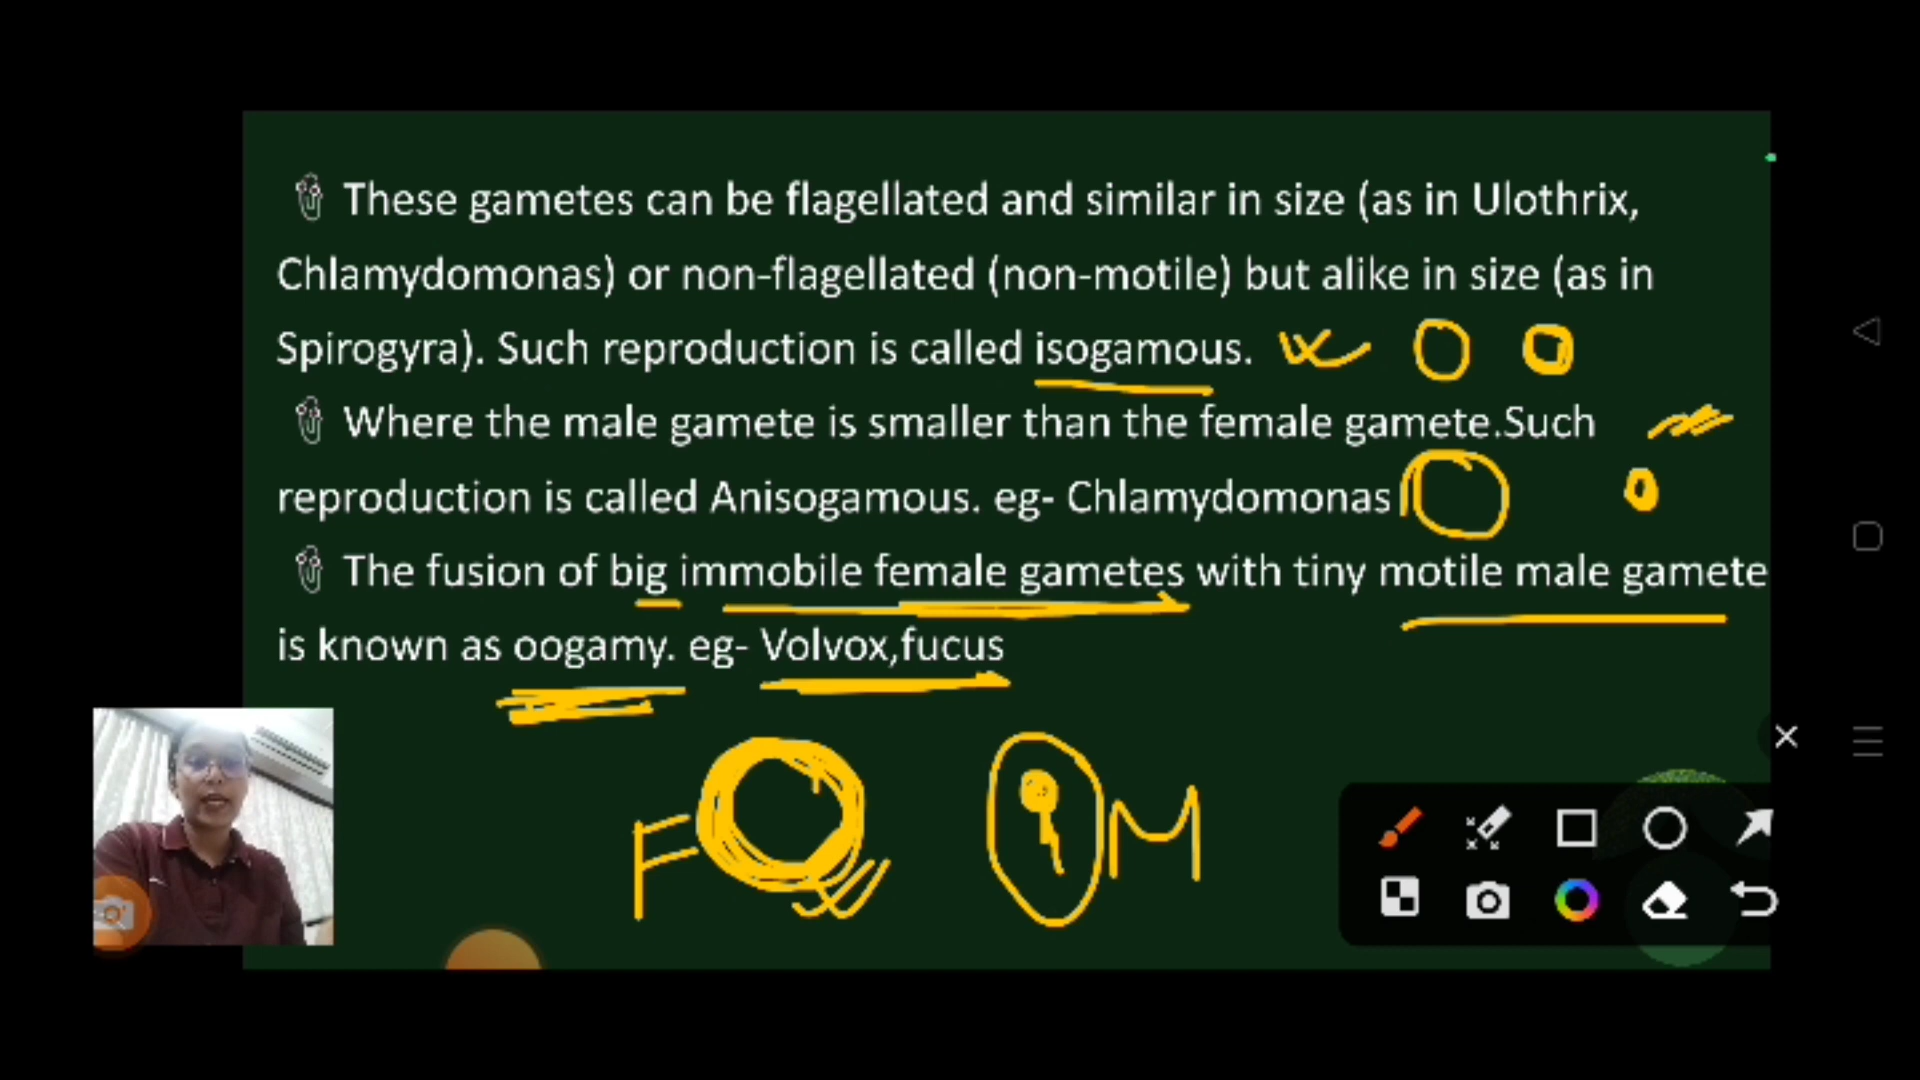 These gametes can be flagellated and similar in size (as in Ulothrix,
Chlamydomonas) or non-flagellated (non-motile) but alike in size (as in
Spirogyra). Such reproduction is called isogamous.
Where the male gamete is smaller than the female gamete.Such
reproduction is called Anisogamous. eg- Chlamydomonas
The fusion of big immobile female gametes with tiny motile male gamete
is known as oogamy. eg- Volvox,fucus
F M